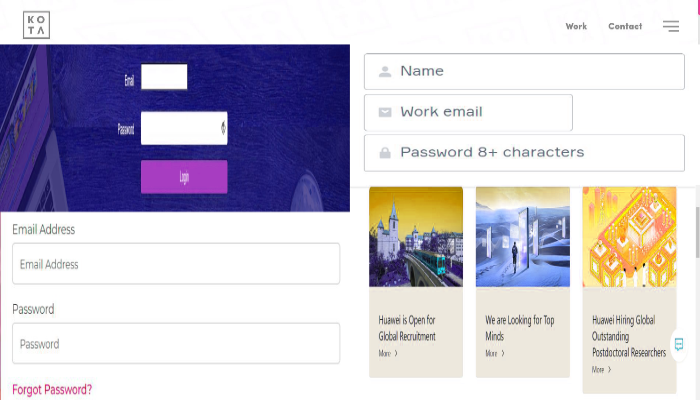 KO
TA
Work
Contact
Email
Password
Login
Name
Work email
Password 8+ characters
Email Address
Email Address
Password
Password
Forgot Password?
Huawei is Open for
Global Recruitment
More
We are Looking for Top
Minds
More
Huawei Hiring Global
Outstanding
Postdoctoral Researchers
More